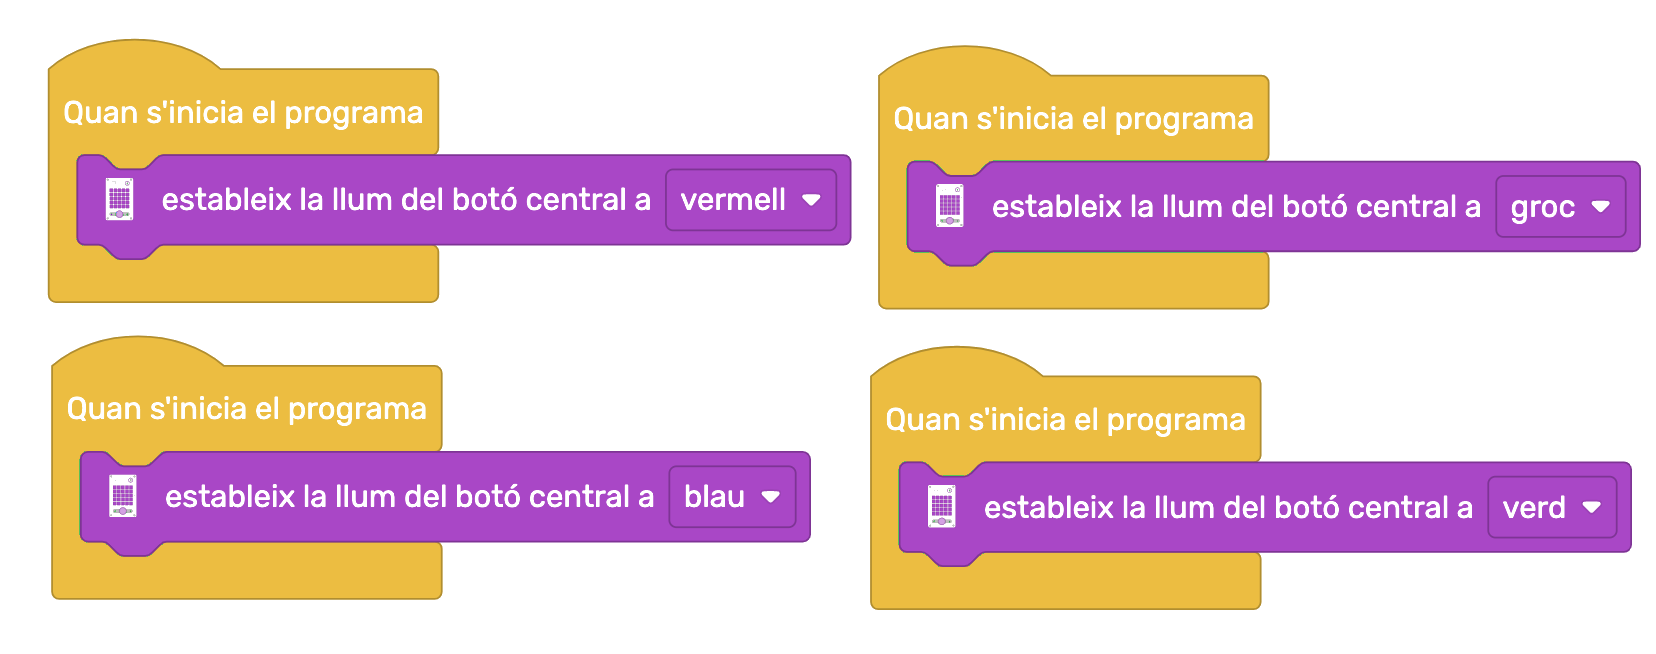 Quan s'inicia el programa
estableix la llum del botó central a vermell
Quan s'inicia el programa
estableix la llum del botó central a groc
Quan s'inicia el programa
estableix la llum del botó central a blau
Quan s'inicia el programa
estableix la llum del botó central a verd